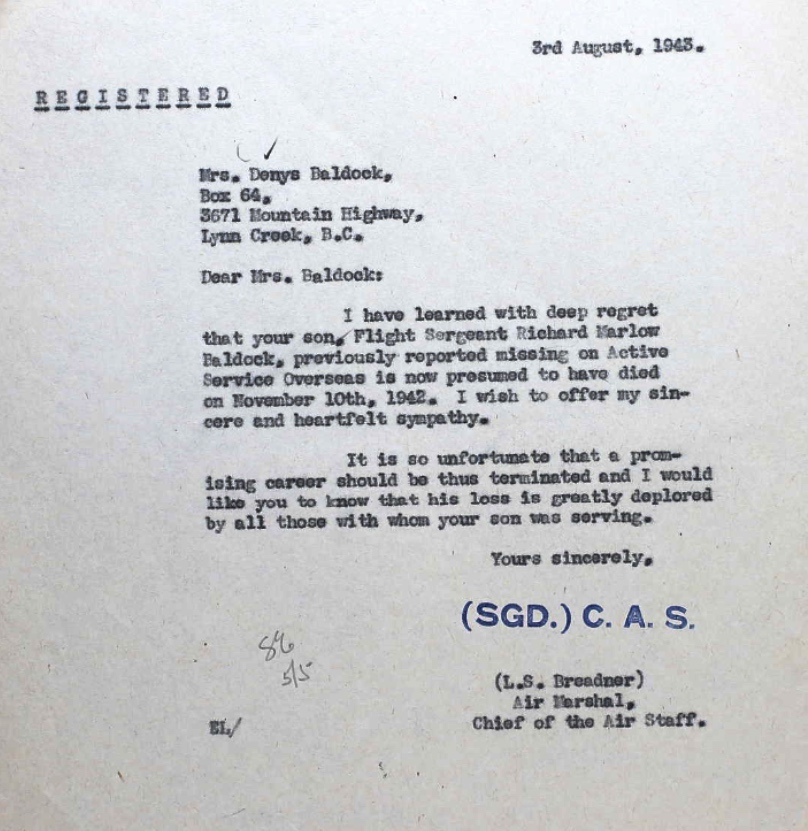 3rd August, 1943.
REGISTERED
Mrs. Denys Baldock,
Box 64,
3671 Mountain Highway,
Lynn Creek, B.C.
Dear Mrs. Baldock:
I have learned with deep regret
that your son, Flight Sergeant Richard Marlow
Baldock, previously reported missing on Active
Service Overseas is now presumed to have died
on November 10th, 1942. I wish to offer my sin-
cere and heartfelt sympathy.
It is so unfortunate that a prom-
ising career should be thus terminated and I would
like you to know that his loss is greatly deplored
by all those with whom your son was serving.
Yours sincerely,
(SGD.) C. A. S.
5/5
(L.S. Breadner)
Air Marshal,
EL/
Chief of the Air Staff.